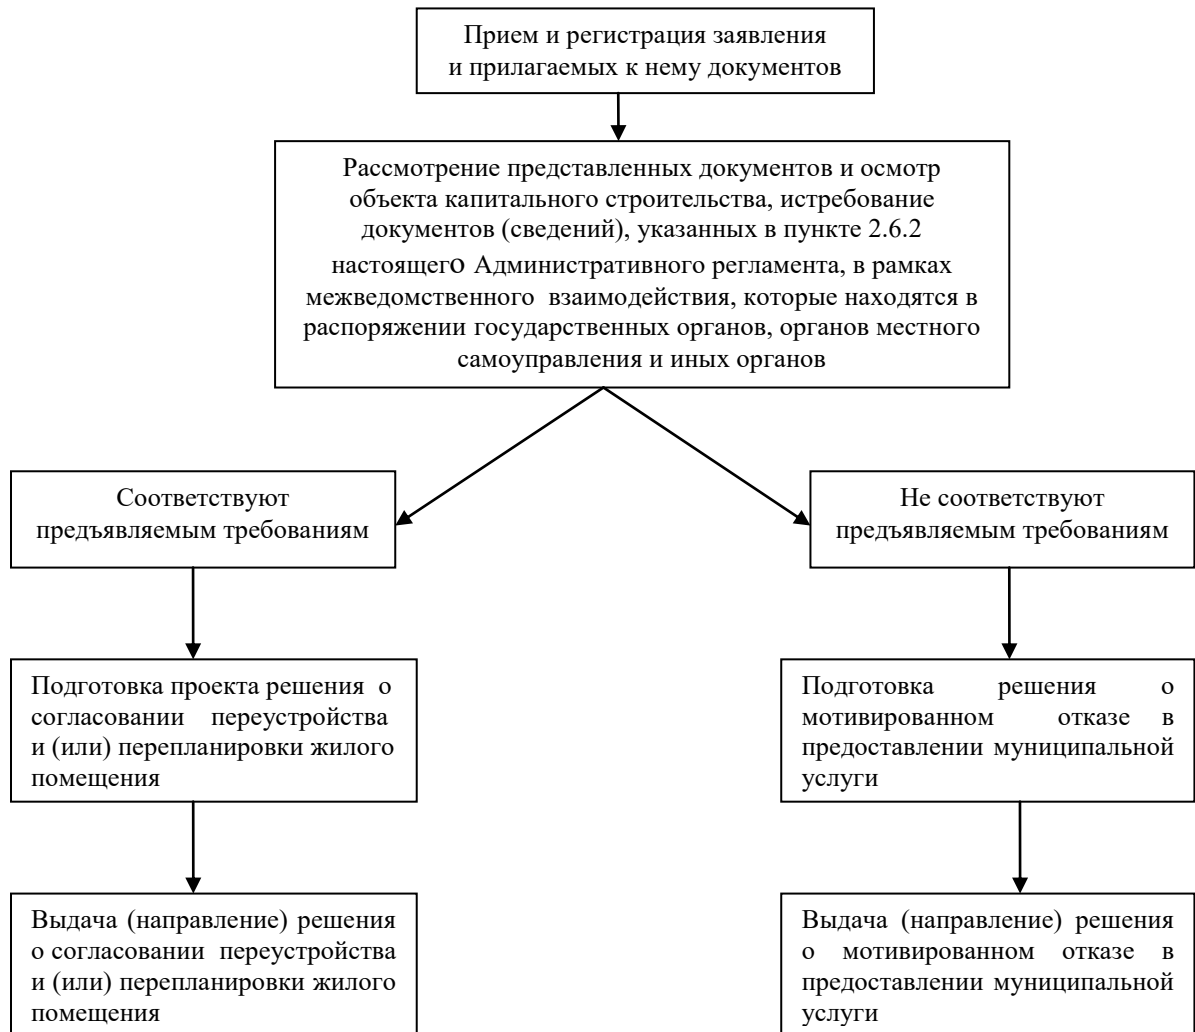 Прием и регистрация заявления
и прилагаемых к нему документов
Рассмотрение представленных документов и осмотр
объекта капитального строительства, истребование
документов (сведений), указанных в пункте 2.6.2
настоящего Административного регламента, в рамках
межведомственного взаимодействия, которые находятся в
распоряжении государственных органов, органов местного
самоуправления и иных органов
Соответствуют
предъявляемым требованиям
Не соответствуют
предъявляемым требованиям
Подготовка проекта решения о
согласовании переустройства
и (или) перепланировки жилого
помещения
Подготовка решения о
мотивированном отказе в
предоставлении муниципальной
услуги
Выдача (направление) решения
о согласовании переустройства
и (или) перепланировки жилого
помещения
Выдача (направление) решения
о мотивированном отказе в
предоставлении муниципальной
услуги